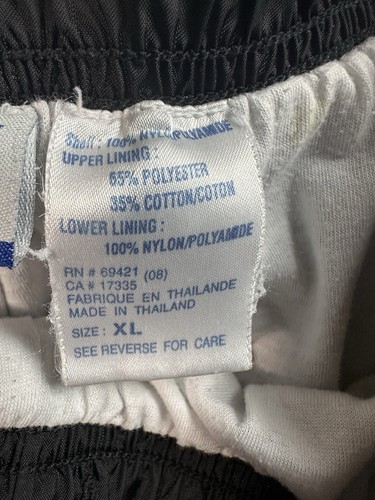 Shell: 100% NYLON/POLYAMIDE
UPPER LINING :
65% POLYESTER
35% COTTON/COTON
LOWER LINING :
100% NYLON/POLYAMIDE
RN # 69421 (08)
CA # 17335
FABRIQUE EN THAILANDE
MADE IN THAILAND
SIZE: XL
SEE REVERSE FOR CARE